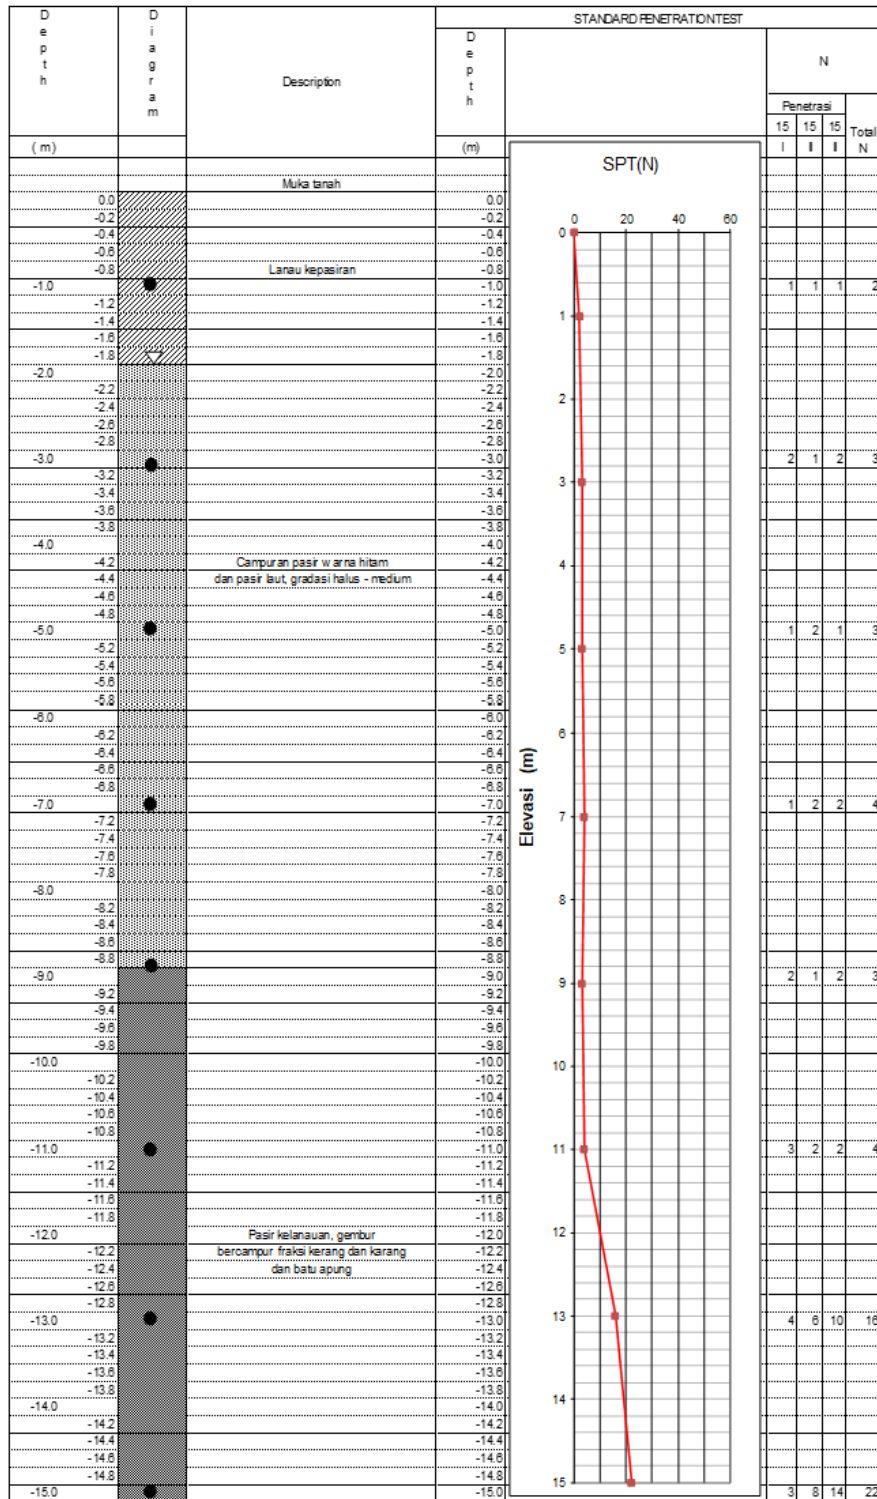 STANDARD PENETRATION TEST
Depth
Diagram
Description
Depth
N
Penetrasi
15 15 15 Total
( m ) (m) I II II N
SPT(N)
Muka tanah
0 20 40 60
0.0 0.0
-0.2 -0.2
-0.4 -0.4
-0.6 -0.6
-0.8 Lanau kepasiran -0.8
-1.0 -1.0 1 1 1 2
-1.2 -1.2
-1.4 -1.4
-1.6 -1.6
-1.8 -1.8
-2.0 -2.0
-2.2 -2.2
-2.4 -2.4
-2.6 -2.6
-2.8 -2.8
-3.0 -3.0 2 1 2 3
-3.2 -3.2
-3.4 -3.4
-3.6 -3.6
-3.8 -3.8
-4.0 -4.0
-4.2 Campuran pasir warna hitam -4.2
-4.4 dan pasir laut, gradasi halus - medium -4.4
-4.6 -4.6
-4.8 -4.8
-5.0 -5.0 1 2 1 3
-5.2 -5.2
-5.4 -5.4
-5.6 -5.6
-5.8 -5.8
-6.0 -6.0
-6.2 -6.2
-6.4 -6.4
-6.6 -6.6
-6.8 -6.8
-7.0 -7.0 1 2 2 4
-7.2 -7.2
-7.4 -7.4
-7.6 -7.6
-7.8 -7.8
-8.0 -8.0
-8.2 -8.2
-8.4 -8.4
-8.6 -8.6
-8.8 -8.8
-9.0 -9.0 2 1 2 3
-9.2 -9.2
-9.4 -9.4
-9.6 -9.6
-9.8 -9.8
-10.0 -10.0
-10.2 -10.2
-10.4 -10.4
-10.6 -10.6
-10.8 -10.8
-11.0 -11.0 3 2 2 4
-11.2 -11.2
-11.4 -11.4
-11.6 -11.6
-11.8 -11.8
-12.0 Pasir kelanauan, gembur -12.0
-12.2 bercampur fraksi kerang dan karang -12.2
-12.4 dan batu apung -12.4
-12.6 -12.6
-12.8 -12.8
-13.0 -13.0 4 6 10 16
-13.2 -13.2
-13.4 -13.4
-13.6 -13.6
-13.8 -13.8
-14.0 -14.0
-14.2 -14.2
-14.4 -14.4
-14.6 -14.6
-14.8 -14.8
-15.0 -15.0 3 8 14 22
Elevasi (m)
0
1
2
3
4
5
6
7
8
9
10
11
12
13
14
15